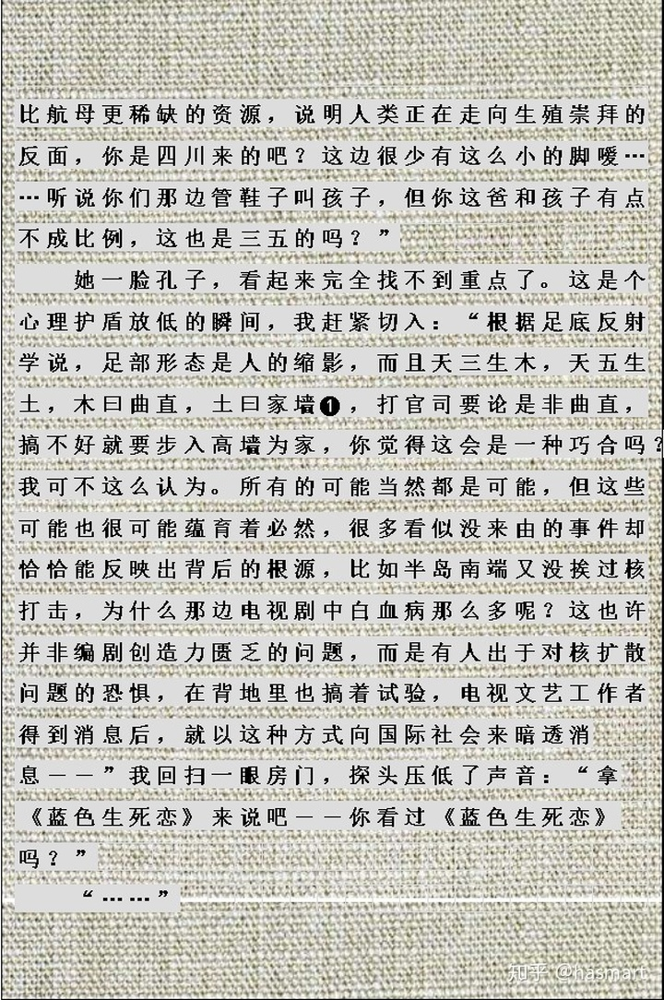 比航母更稀缺的资源，说明人类正在走向生殖崇拜的
反面，你是四川来的吧？这边很少有这么小的脚嗳…
…听说你们那边管鞋子叫孩子，但你这爸和孩子有点
不成比例，这也是三五的吗？”
她一脸孔子，看起来完全找不到重点了。这是个
心理护盾放低的瞬间，我赶紧切入：“根据足底反射
学说，足部形态是人的缩影，而且天三生木，天五生
土，木曰曲直，土曰家墙❶，打官司要论是非曲直，
搞不好就要步入高墙为家，你觉得这会是一种巧合吗？
我可不这么认为。所有的可能当然都是可能，但这些
可能也很可能蕴育着必然，很多看似没来由的事件却
恰恰能反映出背后的根源，比如半岛南端又没挨过核
打击，为什么那边电视剧中白血病那么多呢？这也许
并非编剧创造力匮乏的问题，而是有人出于对核扩散
问题的恐惧，在背地里也搞着试验，电视文艺工作者
得到消息后，就以这种方式向国际社会来暗透消
息——”我回扫一眼房门，探头压低了声音：“拿
《蓝色生死恋》来说吧——你看过《蓝色生死恋》
吗？”
“……”
知乎 @hasmart